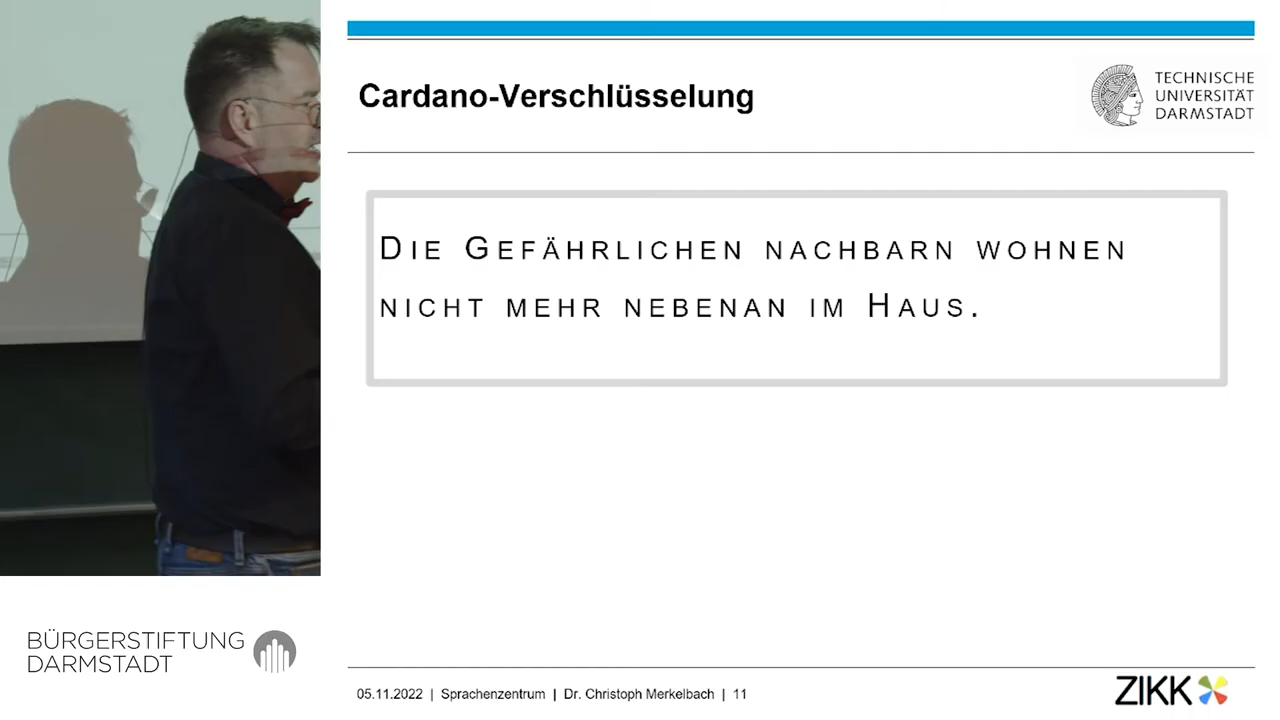 Cardano-Verschlüsselung
TECHNISCHE
UNIVERSITÄT
DARMSTADT
DIE GEFÄHRLICHEN NACHBARN WOHNEN
NICHT MEHR NEBENAN IM HAUS.
BÜRGERSTIFTUNG
DARMSTADT
05.11.2022 | Sprachenzentrum | Dr. Christoph Merkelbach | 11
ZIKK